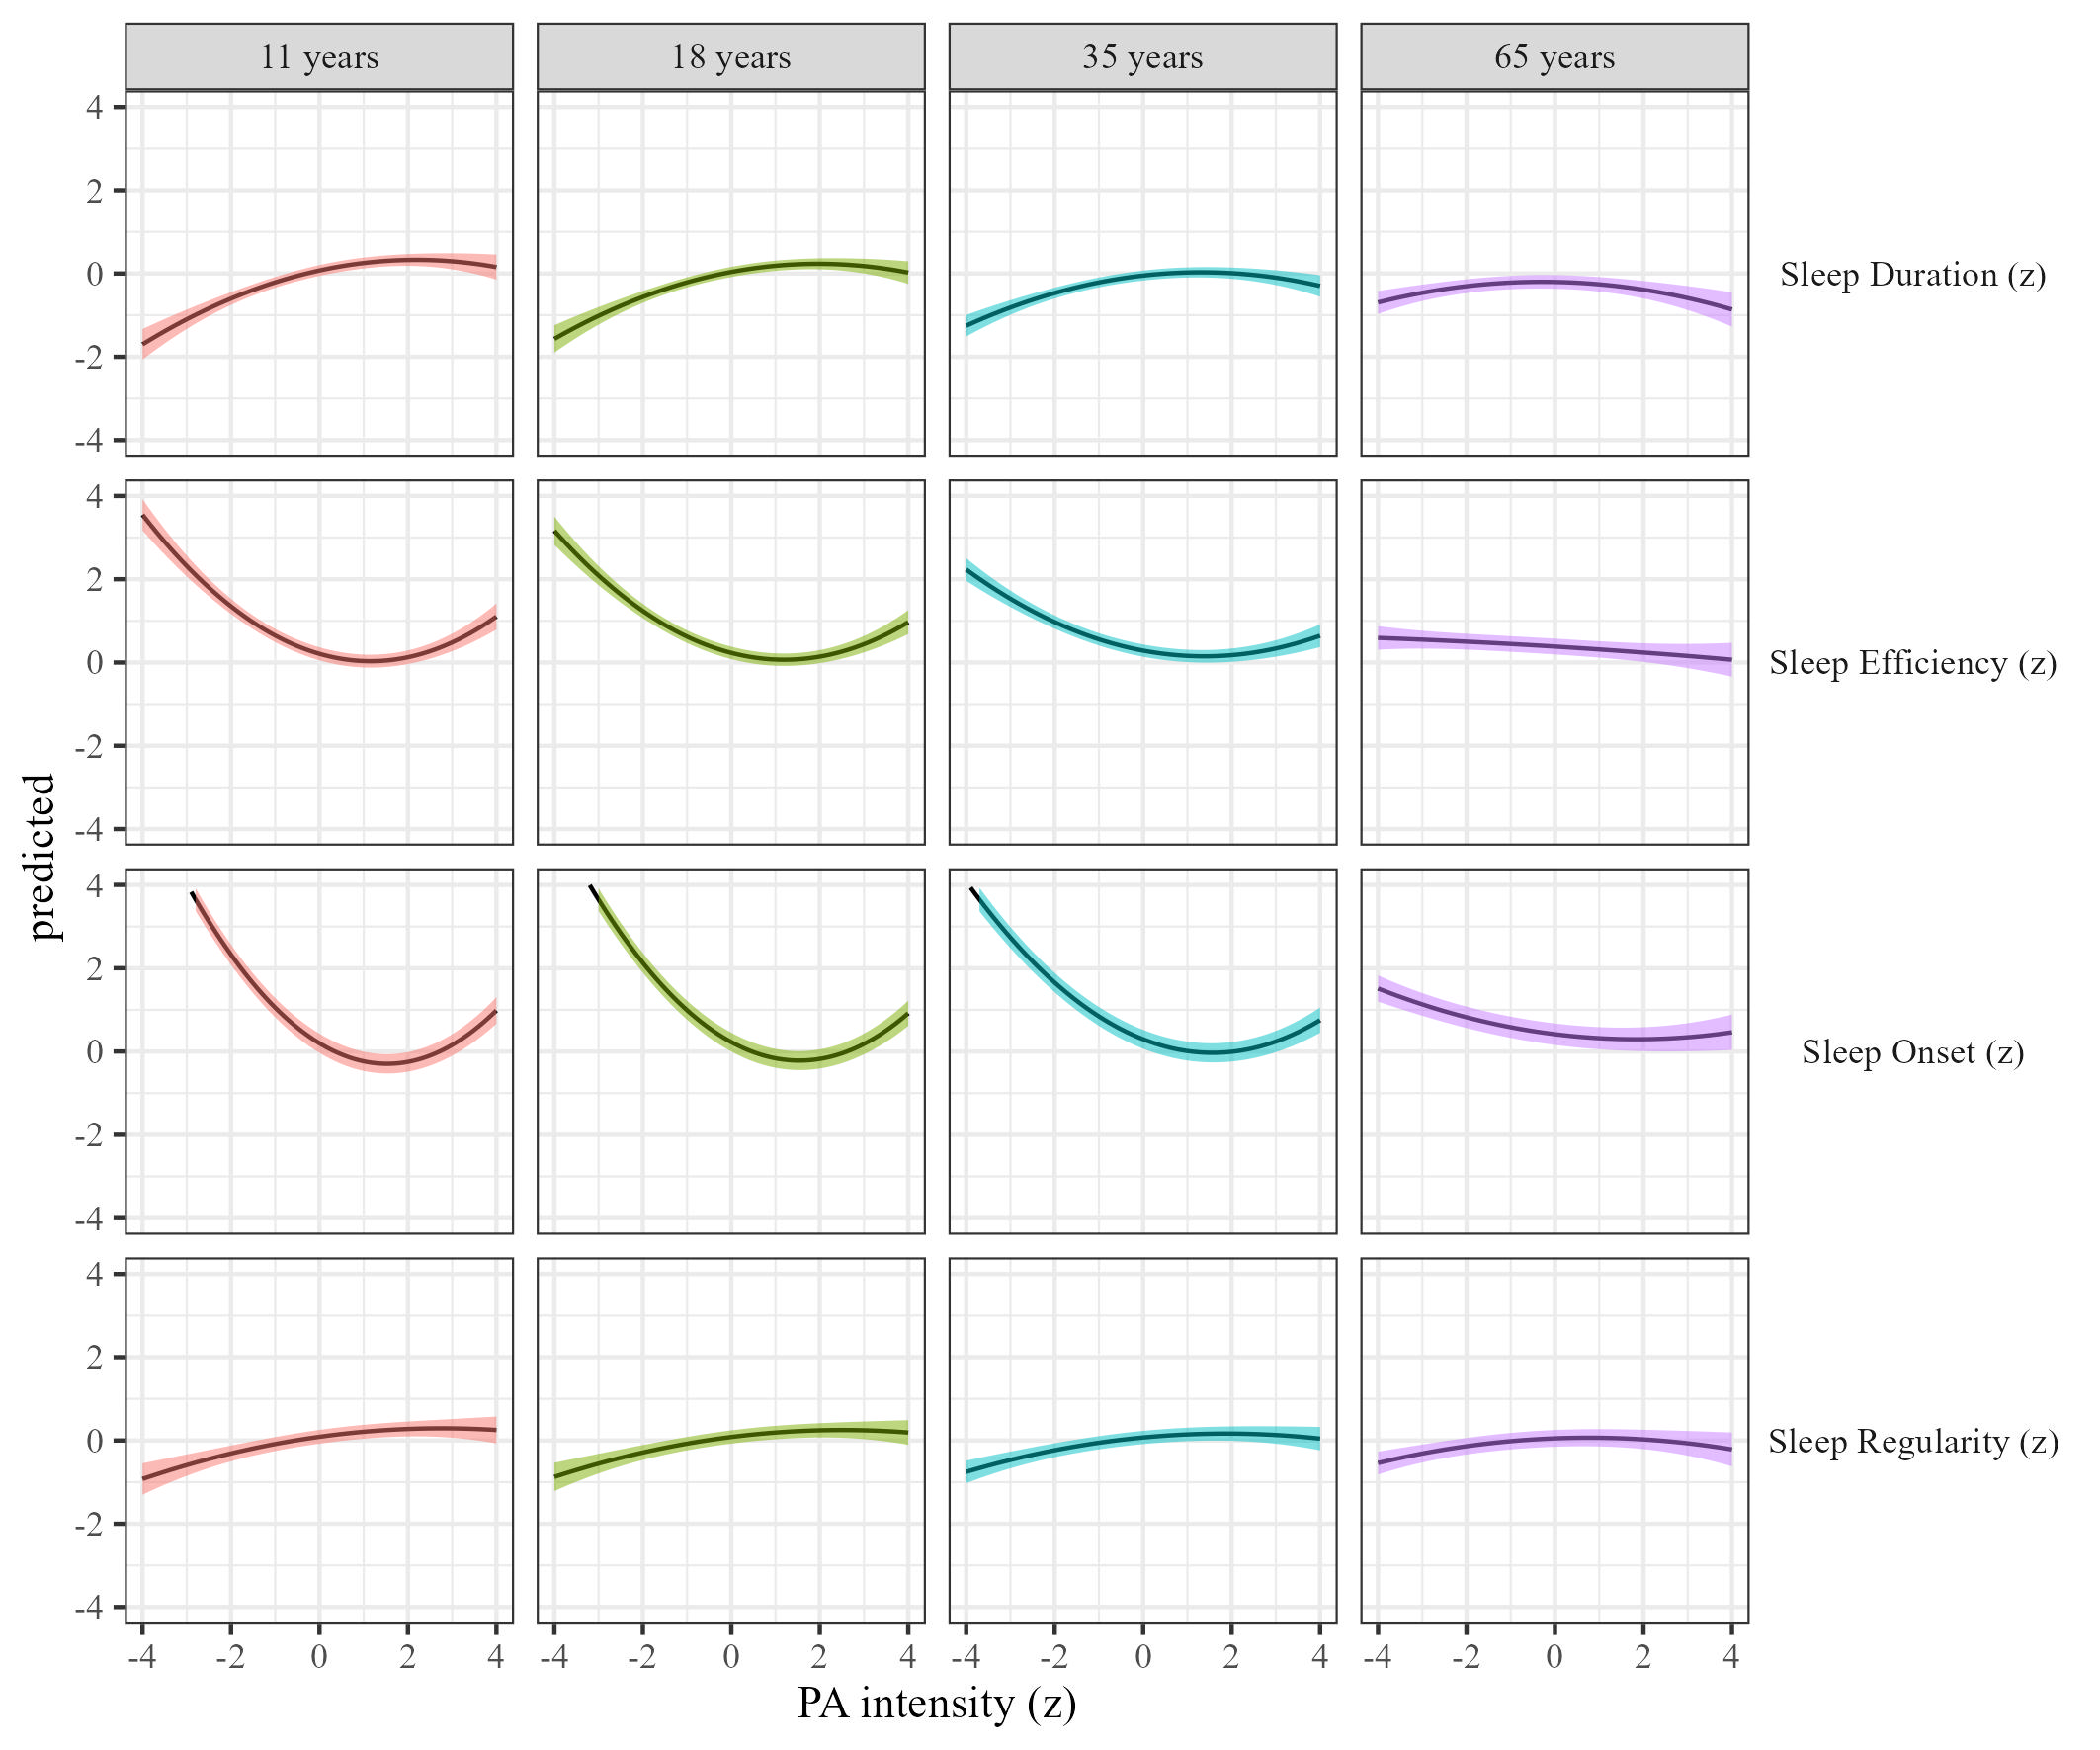 11 years 18 years 35 years 65 years
4
2
0
-2
-4
Sleep Duration (z)
4
2
0
-2
-4
Sleep Efficiency (z)
predicted
4
2
0
-2
-4
Sleep Onset (z)
4
2
0
-2
-4
Sleep Regularity (z)
-4 -2 0 2 4 -4 -2 0 2 4 -4 -2 0 2 4 -4 -2 0 2 4
PA intensity (z)